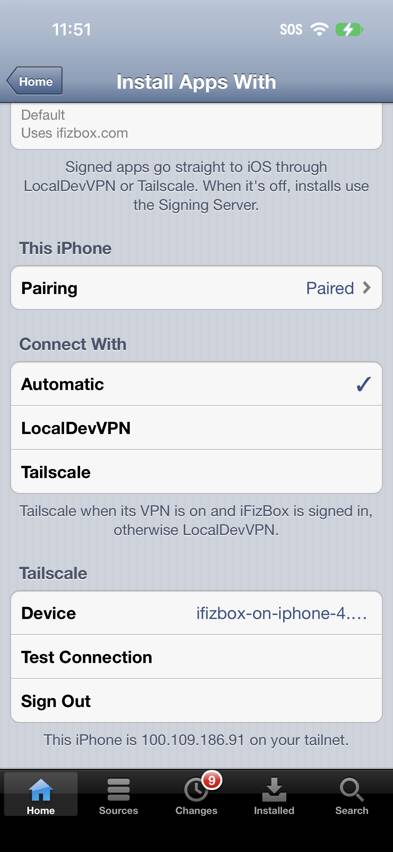 11:51
SOS
Home
Install Apps With
Default
Uses ifizbox.com
Signed apps go straight to iOS through
LocalDevVPN or Tailscale. When it's off, installs use
the Signing Server.
This iPhone
Pairing
Paired
Connect With
Automatic
LocalDevVPN
Tailscale
Tailscale when its VPN is on and iFizBox is signed in,
otherwise LocalDevVPN.
Tailscale
Device
ifizbox-on-iphone-4....
Test Connection
Sign Out
This iPhone is 100.109.186.91 on your tailnet.
9
Home
Sources
Changes
Installed
Search